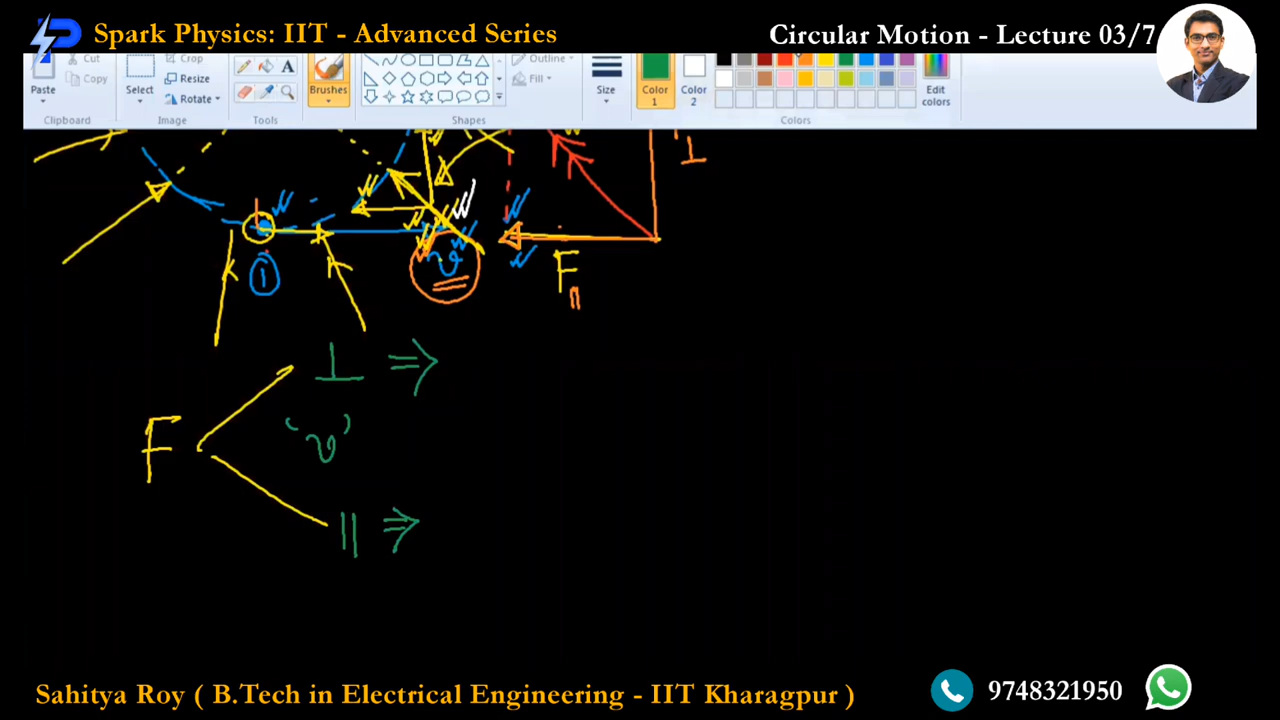 Spark Physics: IIT - Advanced Series
Circular Motion - Lecture 03/7
Cut
Crop
Outline
Copy
Resize
Fill
Rotate
Paste
Select
Brushes
Size
Color 1
Color 2
Edit colors
Clipboard
Image
Tools
Shapes
Colors
⊥
v
F||
①
⊥ ⇒
F
'v'
|| ⇒
Sahitya Roy ( B.Tech in Electrical Engineering - IIT Kharagpur )
9748321950